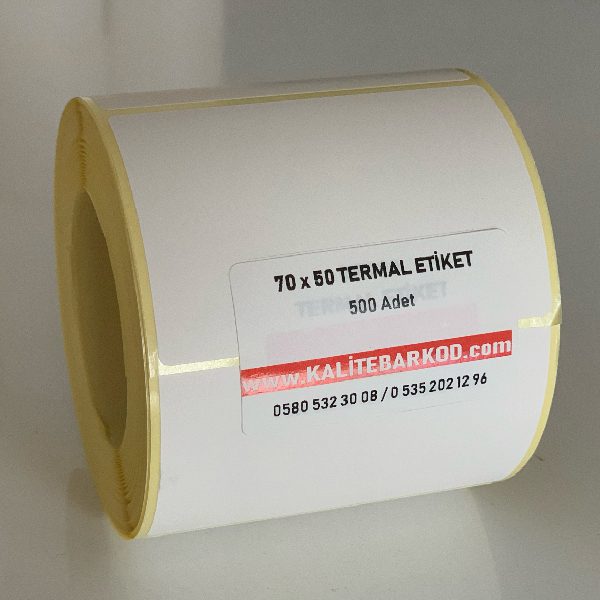 70 x 50 TERMAL ETİKET
500 Adet
www.KALİTEBARKOD.com
0580 532 30 08 / 0 535 202 12 96